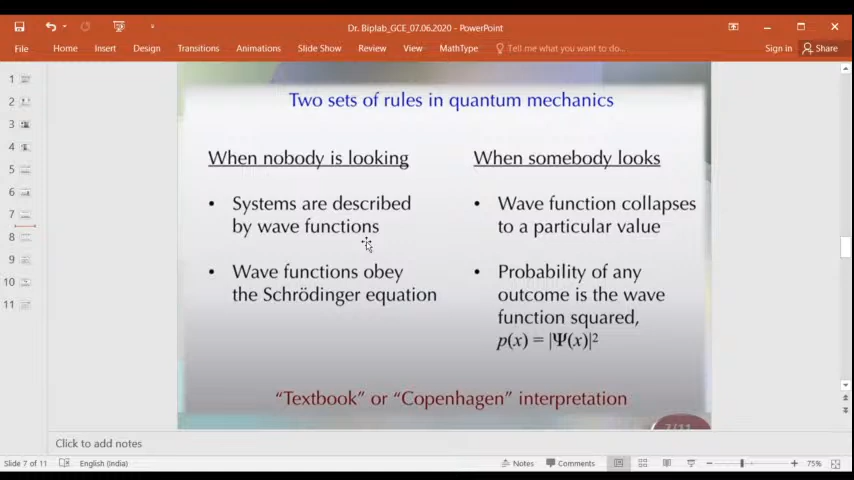 Dr. Biplab_GCE_07.06.2020 - PowerPoint
File Home Insert Design Transitions Animations Slide Show Review View MathType Tell me what you want to do... Sign in Share
1
2
3
4
5
6
7
8
9
10
11
Two sets of rules in quantum mechanics
When nobody is looking
• Systems are described
by wave functions
• Wave functions obey
the Schrödinger equation
When somebody looks
• Wave function collapses
to a particular value
• Probability of any
outcome is the wave
function squared,
p(x) = |Ψ(x)|²
“Textbook” or “Copenhagen” interpretation
7/11
Click to add notes
Slide 7 of 11 English (India) Notes Comments 75%